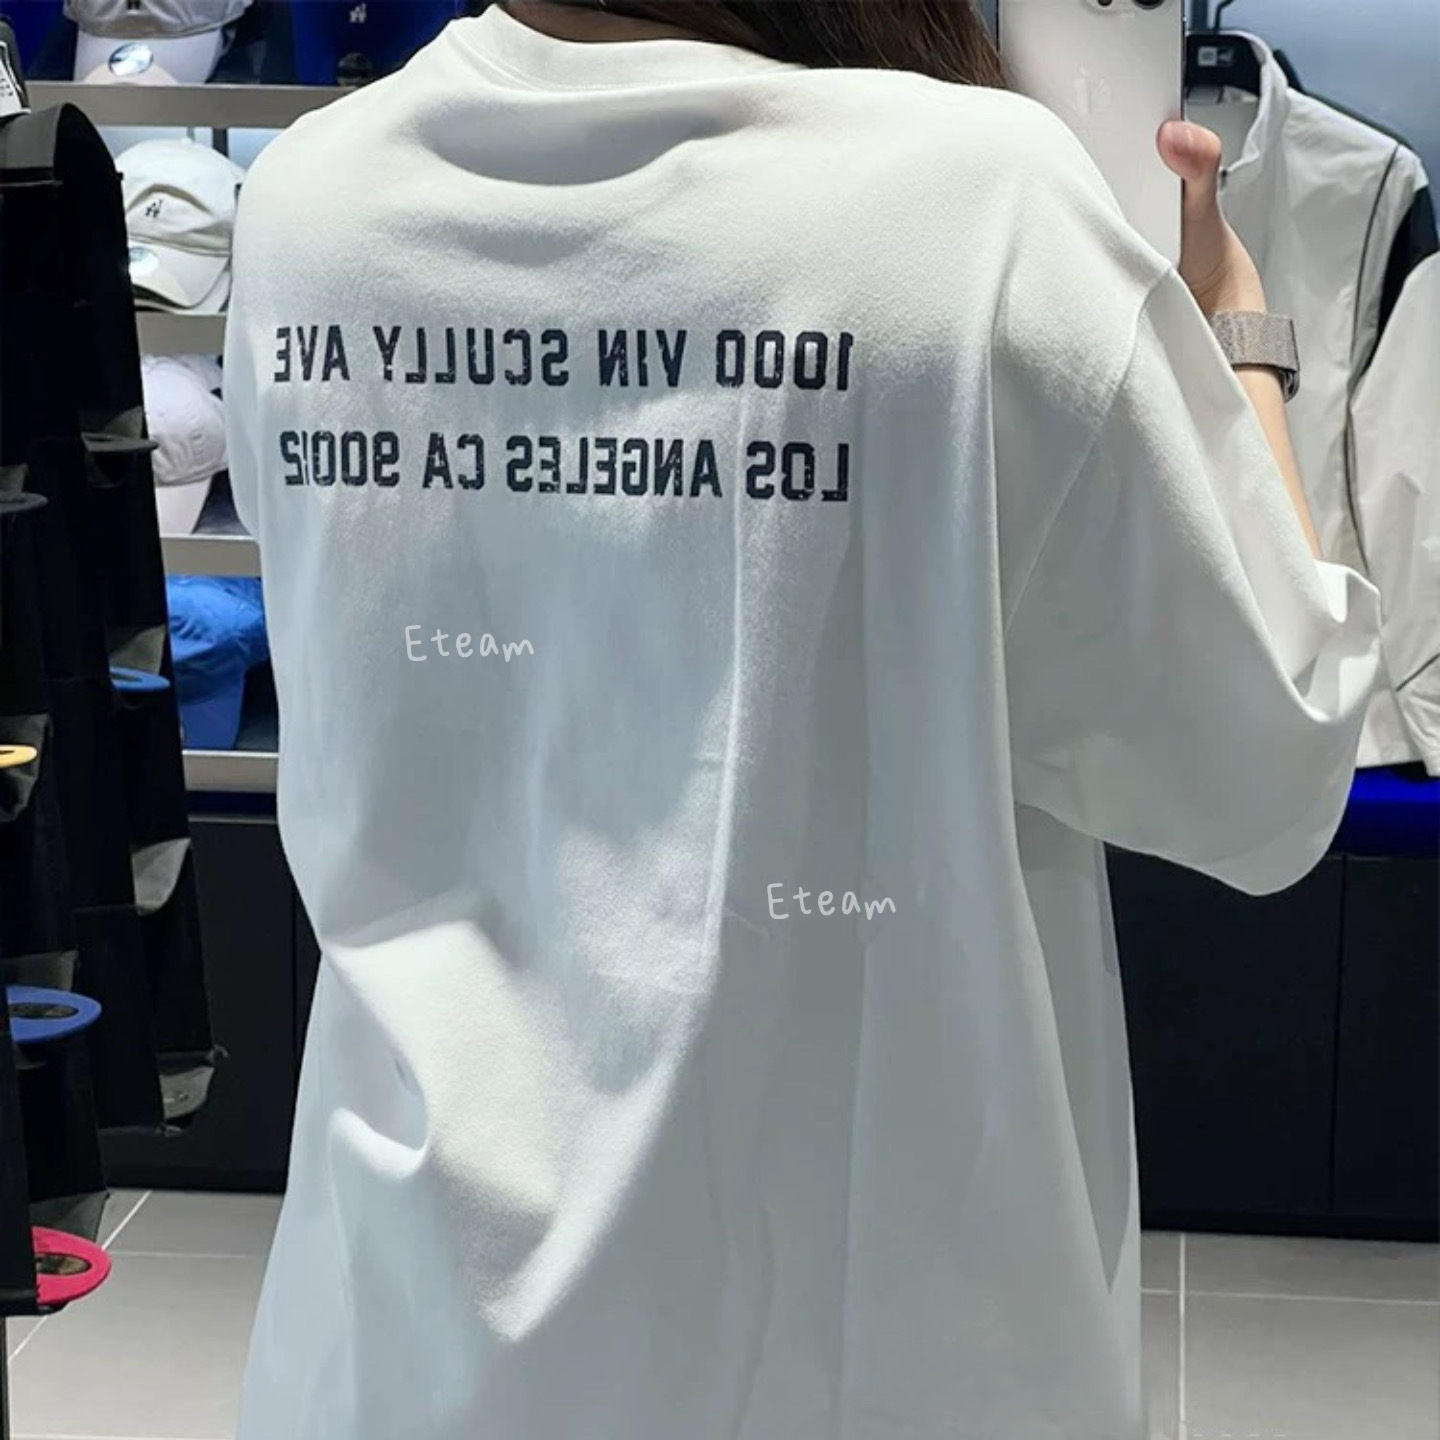 1000 VIN SCULLY AVE
LOS ANGELES CA 90012
Eteam
Eteam